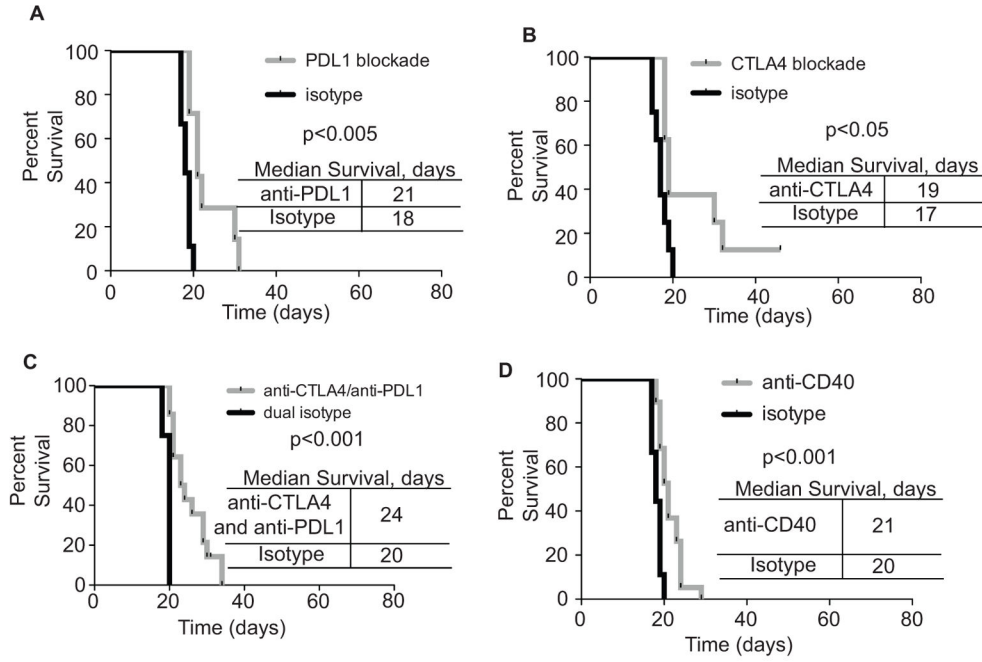 A
PDL1 blockade
isotype
p<0.005
Median Survival, days
anti-PDL1 21
Isotype 18
Percent
Survival
100
80
60
40
20
0
0 20 40 60 80
Time (days)
B
CTLA4 blockade
isotype
p<0.05
Median Survival, days
anti-CTLA4 19
Isotype 17
Percent
Survival
100
80
60
40
20
0
0 20 40 60 80
Time (days)
C
anti-CTLA4/anti-PDL1
dual isotype
p<0.001
Median Survival, days
anti-CTLA4
and anti-PDL1 24
Isotype 20
Percent
Survival
100
80
60
40
20
0
0 20 40 60 80
Time (days)
D
anti-CD40
isotype
p<0.001
Median Survival, days
anti-CD40 21
Isotype 20
Percent
Survival
100
80
60
40
20
0
0 20 40 60 80
Time (days)